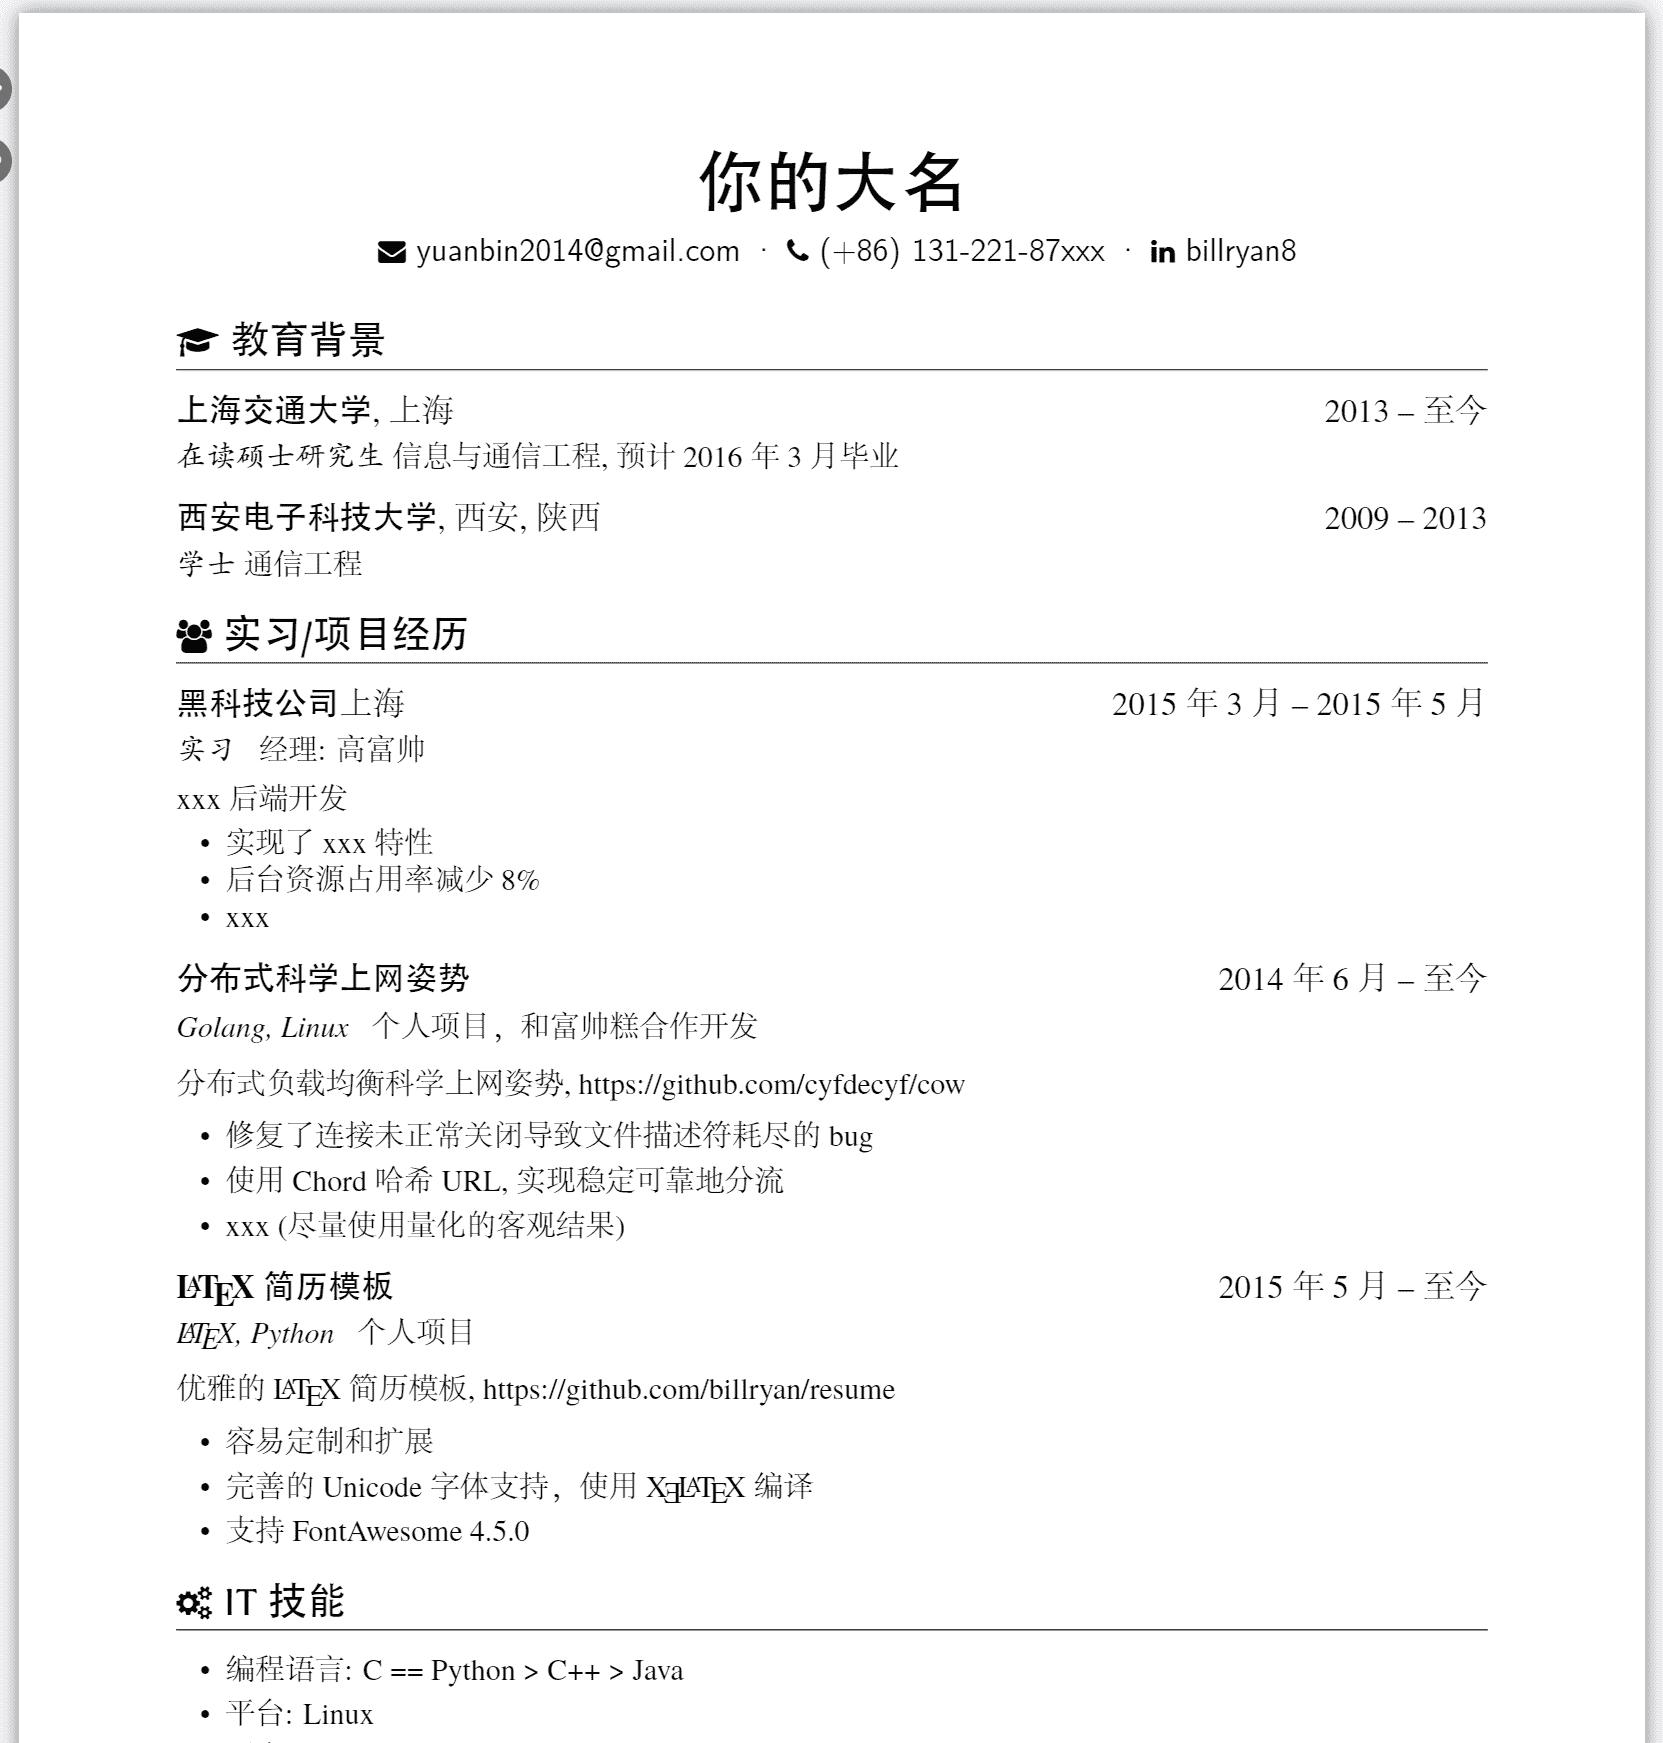 你的大名
yuanbin2014@gmail.com · (+86) 131-221-87xxx · in billryan8
教育背景
上海交通大学, 上海 2013 – 至今
在读硕士研究生 信息与通信工程, 预计 2016 年 3 月毕业
西安电子科技大学, 西安, 陕西 2009 – 2013
学士 通信工程
实习/项目经历
黑科技公司上海 2015 年 3 月 – 2015 年 5 月
实习 经理: 高富帅
xxx 后端开发
• 实现了 xxx 特性
• 后台资源占用率减少 8%
• xxx
分布式科学上网姿势 2014 年 6 月 – 至今
Golang, Linux 个人项目，和富帅糕合作开发
分布式负载均衡科学上网姿势, https://github.com/cyfdecyf/cow
• 修复了连接未正常关闭导致文件描述符耗尽的 bug
• 使用 Chord 哈希 URL, 实现稳定可靠地分流
• xxx (尽量使用量化的客观结果)
LATEX 简历模板 2015 年 5 月 – 至今
LATEX, Python 个人项目
优雅的 LATEX 简历模板, https://github.com/billryan/resume
• 容易定制和扩展
• 完善的 Unicode 字体支持，使用 XƎLATEX 编译
• 支持 FontAwesome 4.5.0
IT 技能
• 编程语言: C == Python > C++ > Java
• 平台: Linux